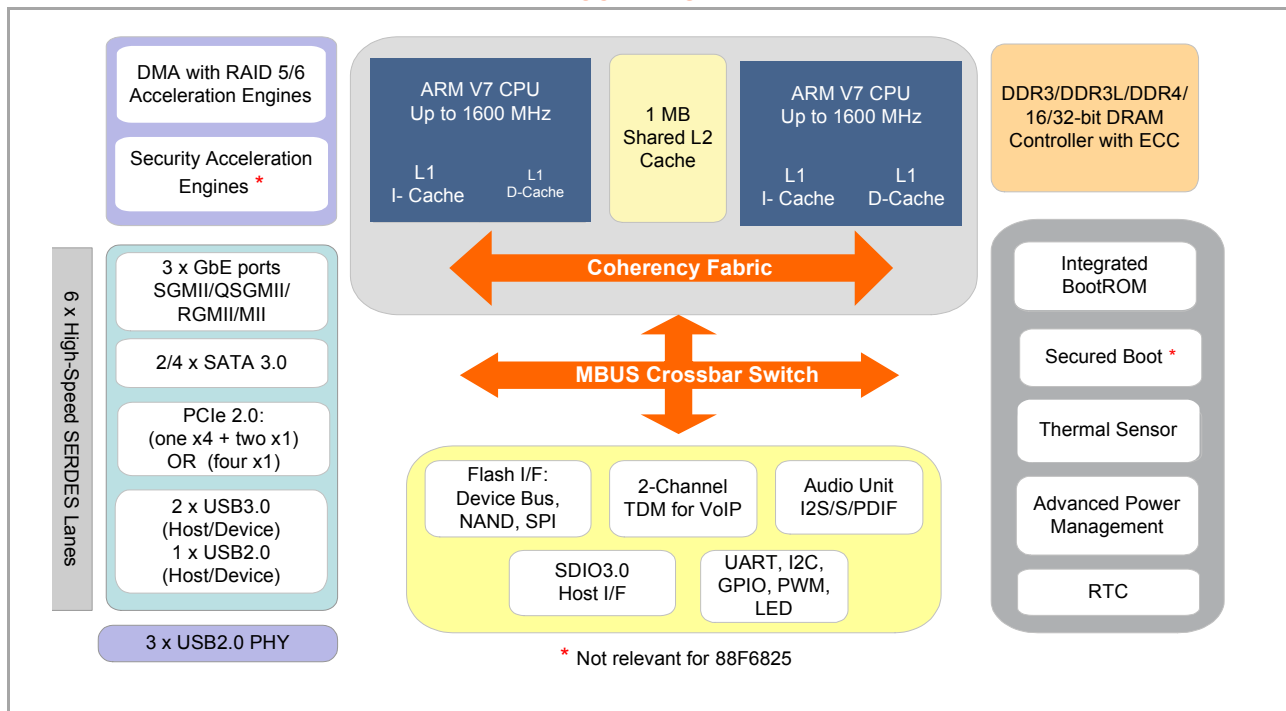 DMA with RAID 5/6
Acceleration Engines
Security Acceleration
Engines *
6 x High-Speed SERDES Lanes
3 x GbE ports
SGMII/QSGMII/
RGMII/MII
2/4 x SATA 3.0
PCIe 2.0:
(one x4 + two x1)
OR (four x1)
2 x USB3.0
(Host/Device)
1 x USB2.0
(Host/Device)
3 x USB2.0 PHY
ARM V7 CPU
Up to 1600 MHz
L1
I- Cache
L1
D-Cache
1 MB
Shared L2
Cache
ARM V7 CPU
Up to 1600 MHz
L1
I- Cache
L1
D-Cache
Coherency Fabric
MBUS Crossbar Switch
Flash I/F:
Device Bus,
NAND, SPI
2-Channel
TDM for VoIP
Audio Unit
I2S/S/PDIF
SDIO3.0
Host I/F
UART, I2C,
GPIO, PWM,
LED
* Not relevant for 88F6825
DDR3/DDR3L/DDR4/
16/32-bit DRAM
Controller with ECC
Integrated
BootROM
Secured Boot *
Thermal Sensor
Advanced Power
Management
RTC